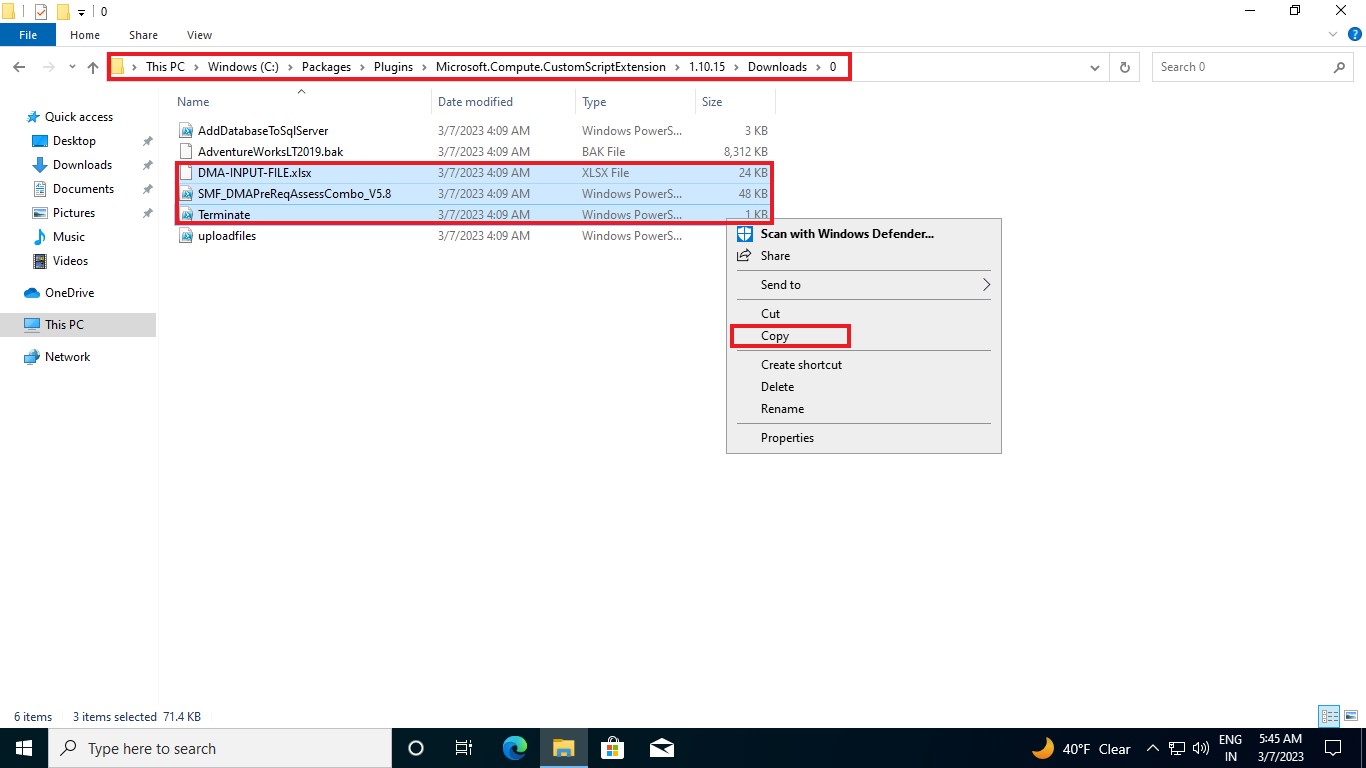 0
File Home Share View
This PC Windows (C:) Packages Plugins Microsoft.Compute.CustomScriptExtension 1.10.15 Downloads 0
Search 0
Name Date modified Type Size
Quick access
Desktop
Downloads
Documents
Pictures
Music
Videos
OneDrive
This PC
Network
AddDatabaseToSqlServer 3/7/2023 4:09 AM Windows PowerS... 3 KB
AdventureWorksLT2019.bak 3/7/2023 4:09 AM BAK File 8,312 KB
DMA-INPUT-FILE.xlsx 3/7/2023 4:09 AM XLSX File 24 KB
SMF_DMAPreReqAssessCombo_V5.8 3/7/2023 4:09 AM Windows PowerS... 48 KB
Terminate 3/7/2023 4:09 AM Windows PowerS... 1 KB
uploadfiles 3/7/2023 4:09 AM Windows PowerS...
Scan with Windows Defender...
Share
Send to
Cut
Copy
Create shortcut
Delete
Rename
Properties
6 items 3 items selected 71.4 KB
Type here to search
40°F Clear
ENG
IN
5:45 AM
3/7/2023